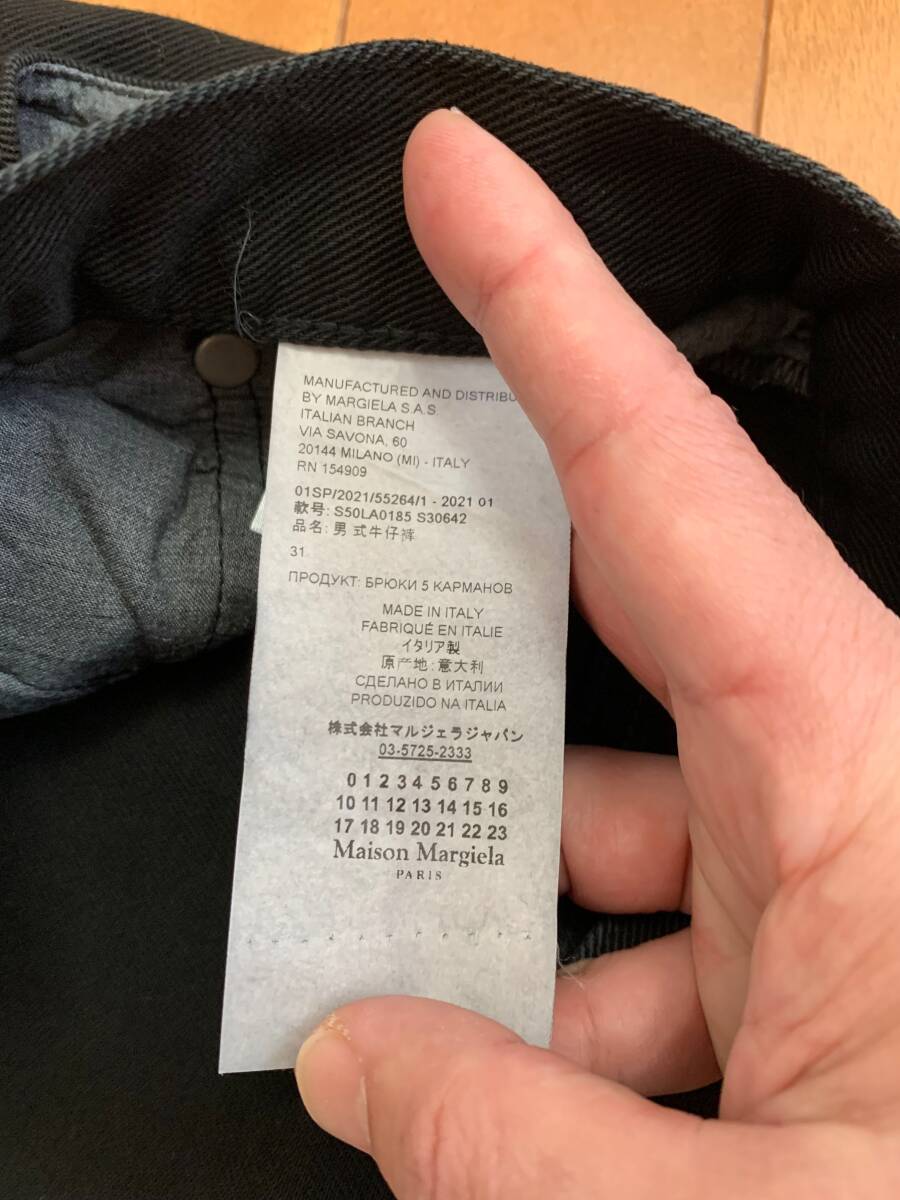 MANUFACTURED AND DISTRIBU
BY MARGIELA S.A.S.
ITALIAN BRANCH
VIA SAVONA, 60
20144 MILANO (MI) - ITALY
RN 154909
01SP/2021/55264/1 - 2021 01
款号: S50LA0185 S30642
品名: 男 式牛仔裤
31
ПРОДУКТ: БРЮКИ 5 КАРМАНОВ
MADE IN ITALY
FABRIQUÉ EN ITALIE
イタリア製
原产地:意大利
СДЕЛАНО В ИТАЛИИ
PRODUZIDO NA ITALIA
株式会社マルジェラジャパン
03-5725-2333
0 1 2 3 4 5 6 7 8 9
10 11 12 13 14 15 16
17 18 19 20 21 22 23
Maison Margiela
PARIS